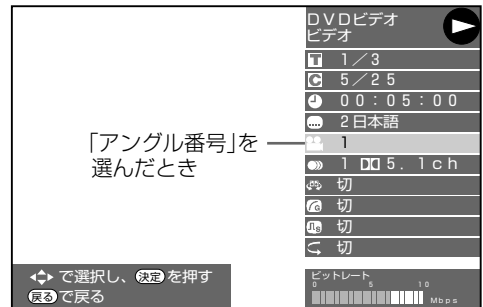 DVDビデオ
ビデオ
T 1／3
C 5／25
00：05：00
2日本語
「アングル番号」を
選んだとき
1
1 DD 5．1ch
切
G 切
S 切
切
で選択し、決定を押す
戻るで戻る
ビットレート
0 5 10
Mbps